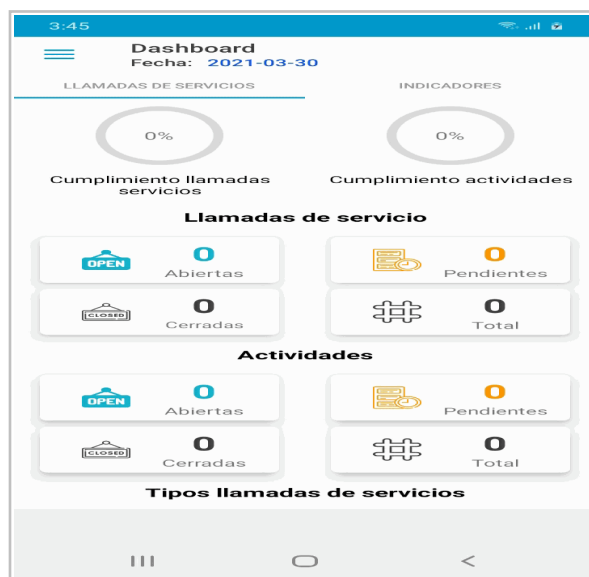 3:45
Dashboard
Fecha: 2021-03-30
LLAMADAS DE SERVICIOS INDICADORES
0% 0%
Cumplimiento llamadas servicios Cumplimiento actividades
Llamadas de servicio
OPEN 0 0
Abiertas Pendientes
CLOSED 0 0
Cerradas Total
Actividades
OPEN 0 0
Abiertas Pendientes
CLOSED 0 0
Cerradas Total
Tipos llamadas de servicios